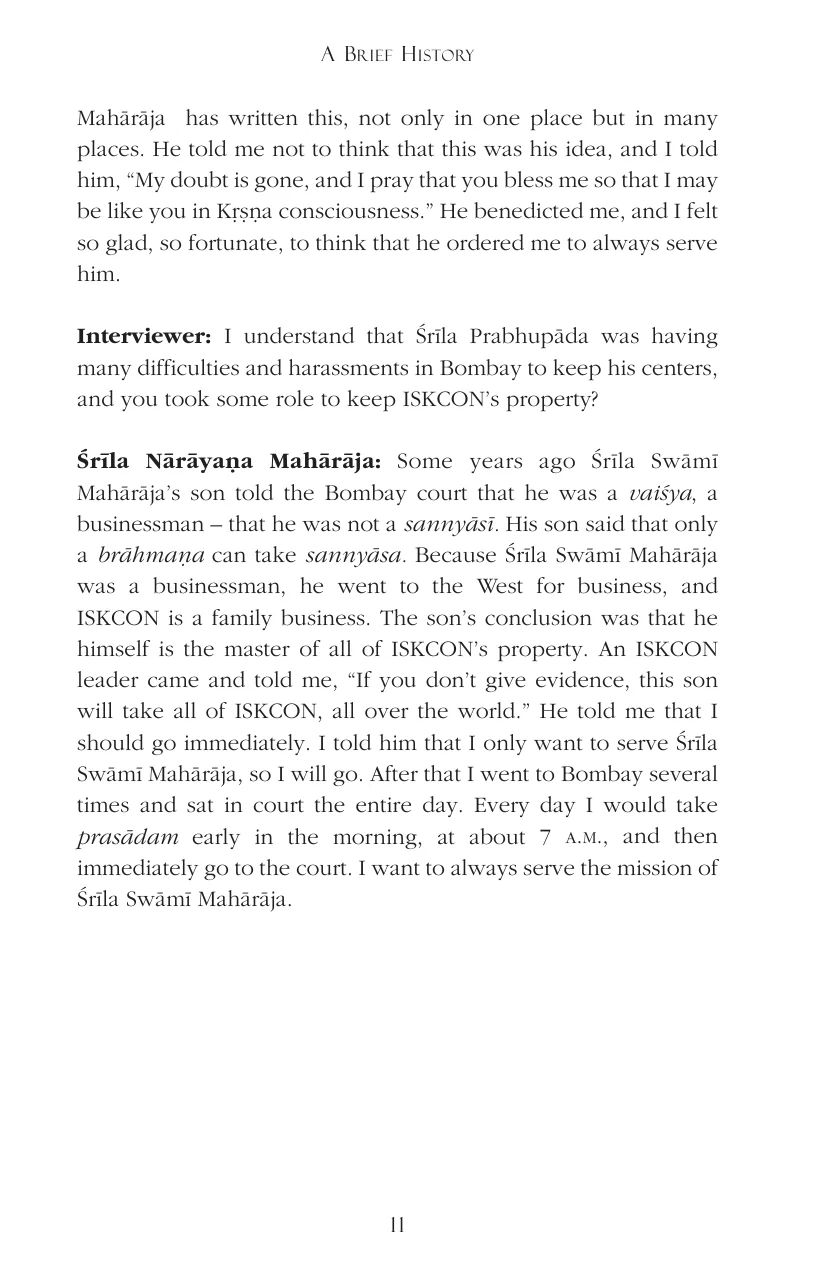 A Brief History
Mahārāja has written this, not only in one place but in many
places. He told me not to think that this was his idea, and I told
him, “My doubt is gone, and I pray that you bless me so that I may
be like you in Kṛṣṇa consciousness.” He benedicted me, and I felt
so glad, so fortunate, to think that he ordered me to always serve
him.
Interviewer: I understand that Śrīla Prabhupāda was having
many difficulties and harassments in Bombay to keep his centers,
and you took some role to keep ISKCON’s property?
Śrīla Nārāyaṇa Mahārāja: Some years ago Śrīla Swāmī
Mahārāja’s son told the Bombay court that he was a vaiśya, a
businessman – that he was not a sannyāsī. His son said that only
a brāhmaṇa can take sannyāsa. Because Śrīla Swāmī Mahārāja
was a businessman, he went to the West for business, and
ISKCON is a family business. The son’s conclusion was that he
himself is the master of all of ISKCON’s property. An ISKCON
leader came and told me, “If you don’t give evidence, this son
will take all of ISKCON, all over the world.” He told me that I
should go immediately. I told him that I only want to serve Śrīla
Swāmī Mahārāja, so I will go. After that I went to Bombay several
times and sat in court the entire day. Every day I would take
prasādam early in the morning, at about 7 A.M., and then
immediately go to the court. I want to always serve the mission of
Śrīla Swāmī Mahārāja.
11